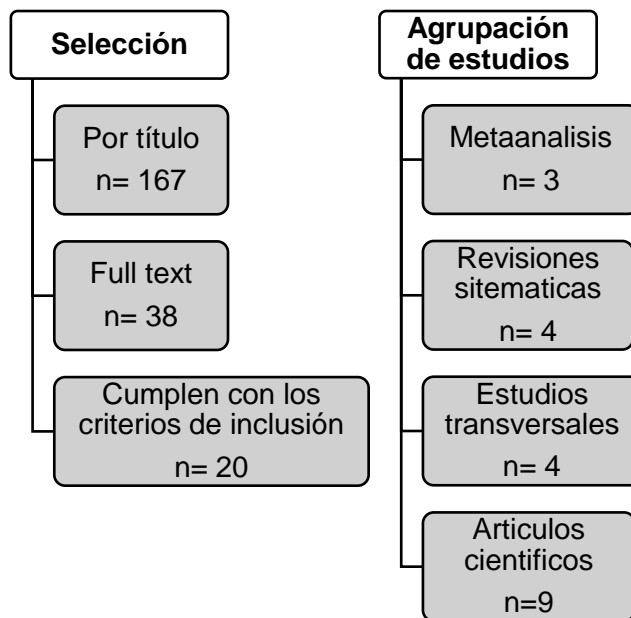 Selección
Por título
n= 167
Full text
n= 38
Cumplen con los
criterios de inclusión
n= 20
Agrupación
de estudios
Metaanalisis
n= 3
Revisiones
sitematicas
n= 4
Estudios
transversales
n= 4
Articulos
cientificos
n=9